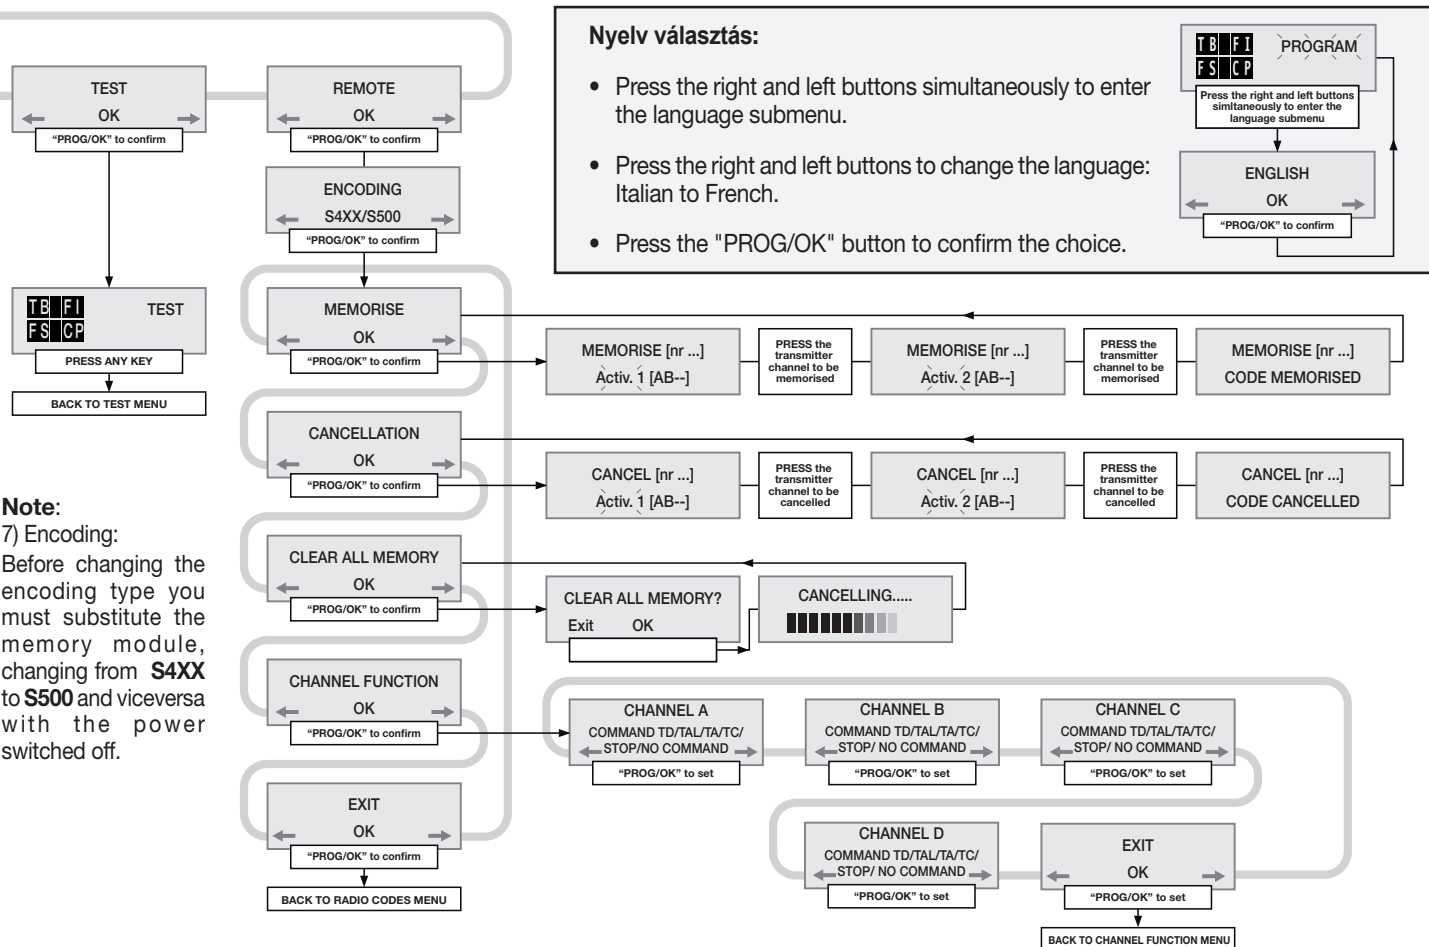 Nyelv választás:
• Press the right and left buttons simultaneously to enter
the language submenu.
• Press the right and left buttons to change the language:
Italian to French.
• Press the "PROG/OK" button to confirm the choice.
TB FI
FS CP
PROGRAM
Press the right and left buttons
simltaneously to enter the
language submenu
ENGLISH
OK
“PROG/OK” to confirm
TEST
OK
“PROG/OK” to confirm
TB FI
FS CP
TEST
PRESS ANY KEY
BACK TO TEST MENU
REMOTE
OK
“PROG/OK” to confirm
ENCODING
S4XX/S500
“PROG/OK” to confirm
MEMORISE
OK
“PROG/OK” to confirm
MEMORISE [nr ...]
Activ. 1 [AB--]
PRESS the
transmitter
channel to be
memorised
MEMORISE [nr ...]
Activ. 2 [AB--]
PRESS the
transmitter
channel to be
memorised
MEMORISE [nr ...]
CODE MEMORISED
CANCELLATION
OK
“PROG/OK” to confirm
CANCEL [nr ...]
Activ. 1 [AB--]
PRESS the
transmitter
channel to be
cancelled
CANCEL [nr ...]
Activ. 2 [AB--]
PRESS the
transmitter
channel to be
cancelled
CANCEL [nr ...]
CODE CANCELLED
Note:
7) Encoding:
Before changing the
encoding type you
must substitute the
memory module,
changing from S4XX
to S500 and viceversa
with the power
switched off.
CLEAR ALL MEMORY
OK
“PROG/OK” to confirm
CLEAR ALL MEMORY?
Exit OK
CANCELLING.....
CHANNEL FUNCTION
OK
“PROG/OK” to confirm
CHANNEL A
COMMAND TD/TAL/TA/TC/
STOP/NO COMMAND
“PROG/OK” to set
CHANNEL B
COMMAND TD/TAL/TA/TC/
STOP/ NO COMMAND
“PROG/OK” to set
CHANNEL C
COMMAND TD/TAL/TA/TC/
STOP/ NO COMMAND
“PROG/OK” to set
CHANNEL D
COMMAND TD/TAL/TA/TC/
STOP/ NO COMMAND
“PROG/OK” to set
EXIT
OK
“PROG/OK” to set
BACK TO CHANNEL FUNCTION MENU
EXIT
OK
“PROG/OK” to confirm
BACK TO RADIO CODES MENU